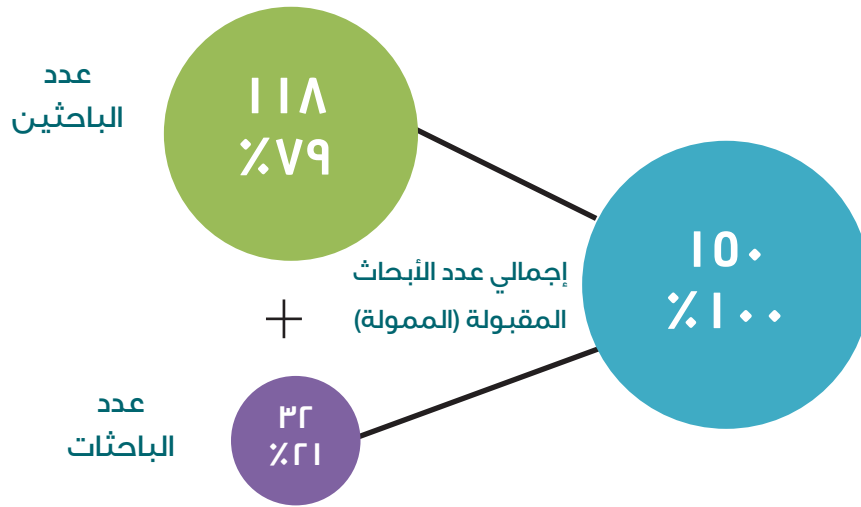 ١٥٠
٪١٠٠
إجمالي عدد الأبحاث
المقبولة (الممولة)
١١٨
٪٧٩
عدد
الباحثين
+
٣٢
٪٢١
عدد
الباحثات